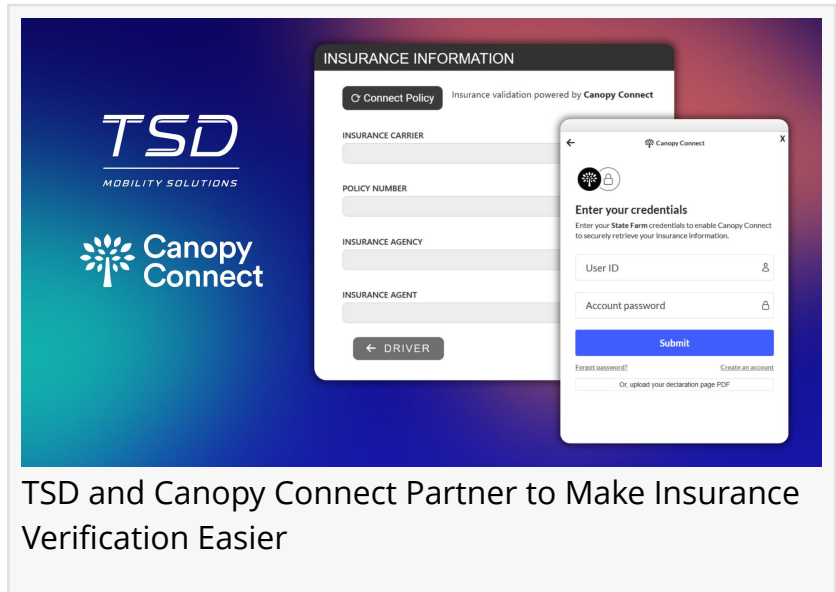 TSD
MOBILITY SOLUTIONS
Canopy
Connect
INSURANCE INFORMATION
Connect Policy
Insurance validation powered by Canopy Connect
INSURANCE CARRIER
POLICY NUMBER
INSURANCE AGENCY
INSURANCE AGENT
← DRIVER
← Canopy Connect X
Enter your credentials
Enter your State Farm credentials to enable Canopy Connect
to securely retrieve your insurance information.
User ID
Account password
Submit
Forgot password? Create an account
Or, upload your declaration page PDF
TSD and Canopy Connect Partner to Make Insurance
Verification Easier